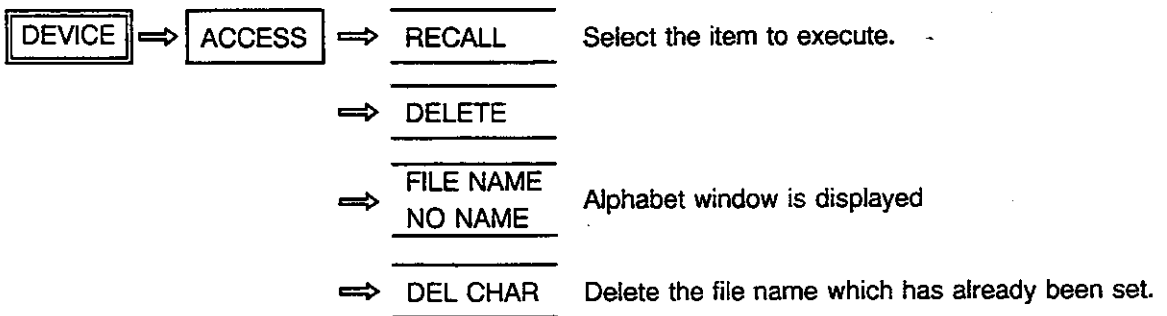 DEVICE ⇒ ACCESS ⇒ RECALL Select the item to execute.
⇒ DELETE
⇒ FILE NAME
NO NAME Alphabet window is displayed
⇒ DEL CHAR Delete the file name which has already been set.